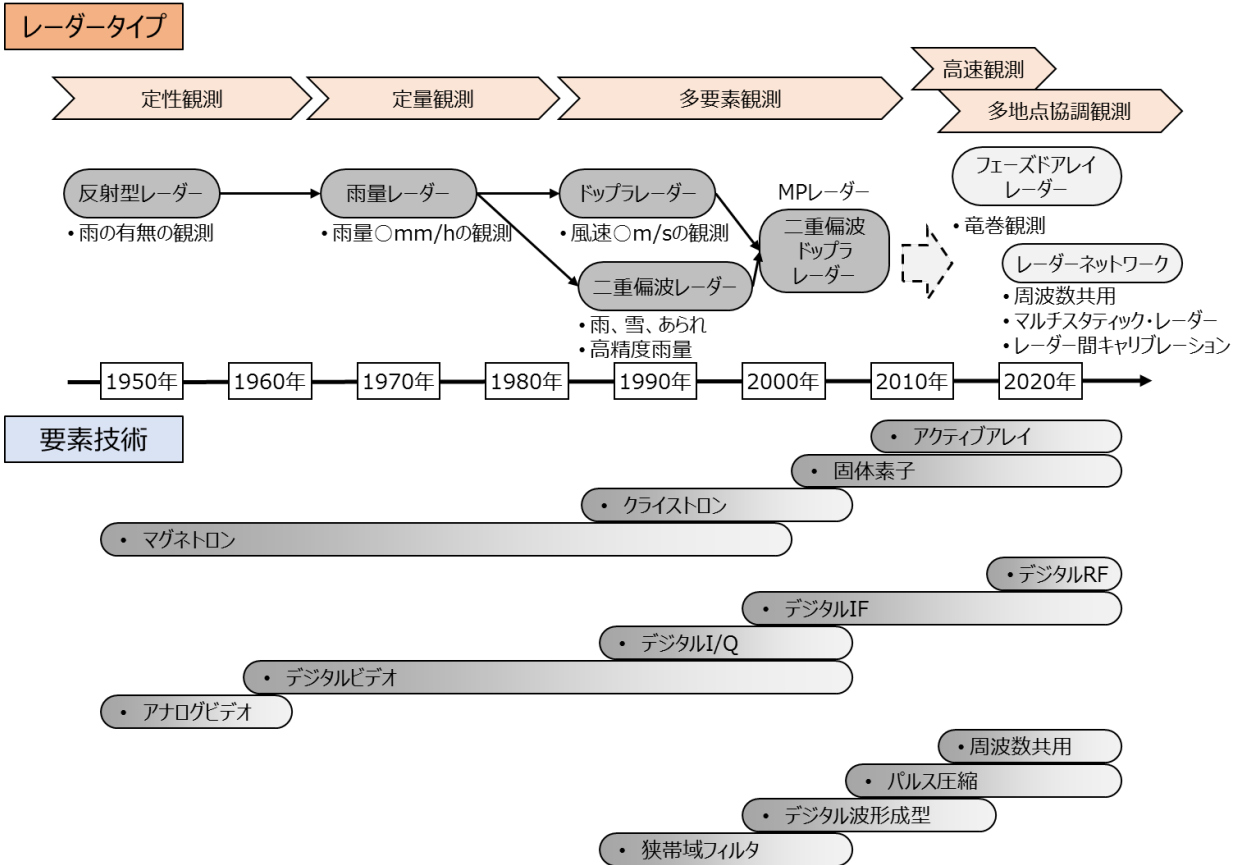 レーダータイプ
定性観測
定量観測
多要素観測
高速観測
多地点協調観測
反射型レーダー
・雨の有無の観測
雨量レーダー
・雨量○mm/hの観測
ドップラレーダー
・風速○m/sの観測
二重偏波レーダー
・雨、雪、あられ
・高精度雨量
MPレーダー
二重偏波
ドップラ
レーダー
フェーズドアレイ
レーダー
・竜巻観測
レーダーネットワーク
・周波数共用
・マルチスタティック・レーダー
・レーダー間キャリブレーション
1950年
1960年
1970年
1980年
1990年
2000年
2010年
2020年
要素技術
・アクティブアレイ
・固体素子
・クライストロン
・マグネトロン
・デジタルRF
・デジタルIF
・デジタルI/Q
・デジタルビデオ
・アナログビデオ
・周波数共用
・パルス圧縮
・デジタル波形成型
・狭帯域フィルタ